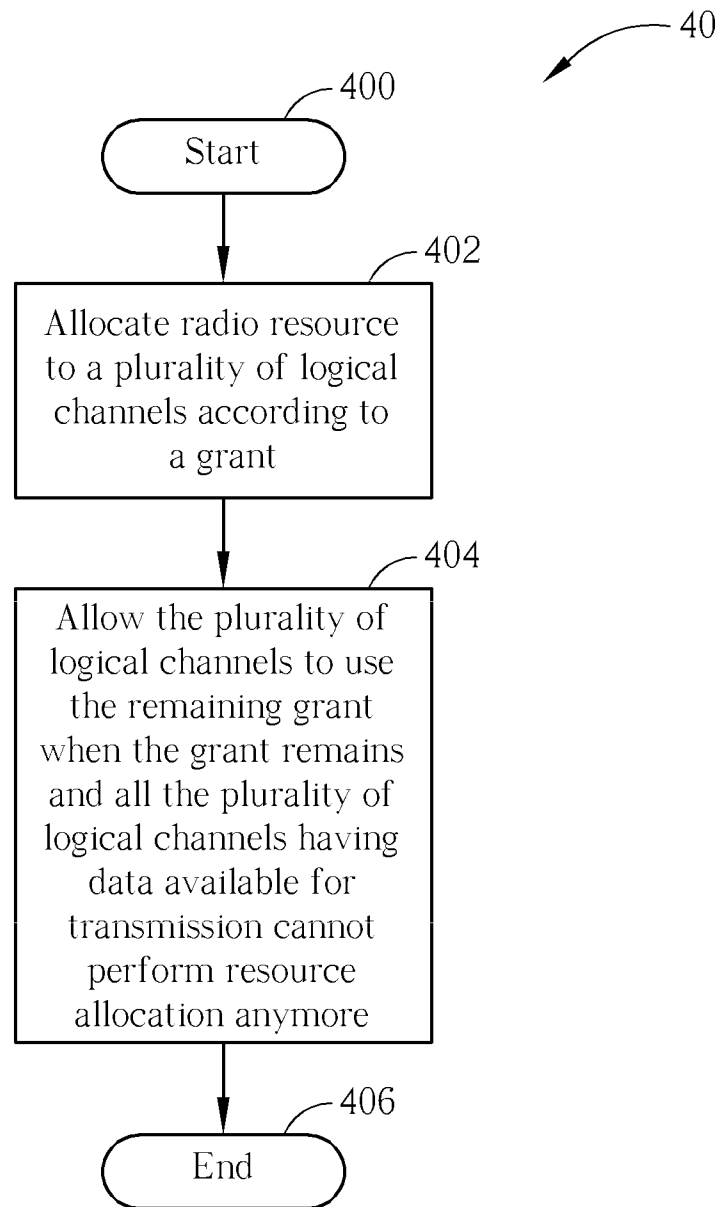 40
400
Start
402
Allocate radio resource
to a plurality of logical
channels according to
a grant
404
Allow the plurality of
logical channels to use
the remaining grant
when the grant remains
and all the plurality of
logical channels having
data available for
transmission cannot
perform resource
allocation anymore
406
End